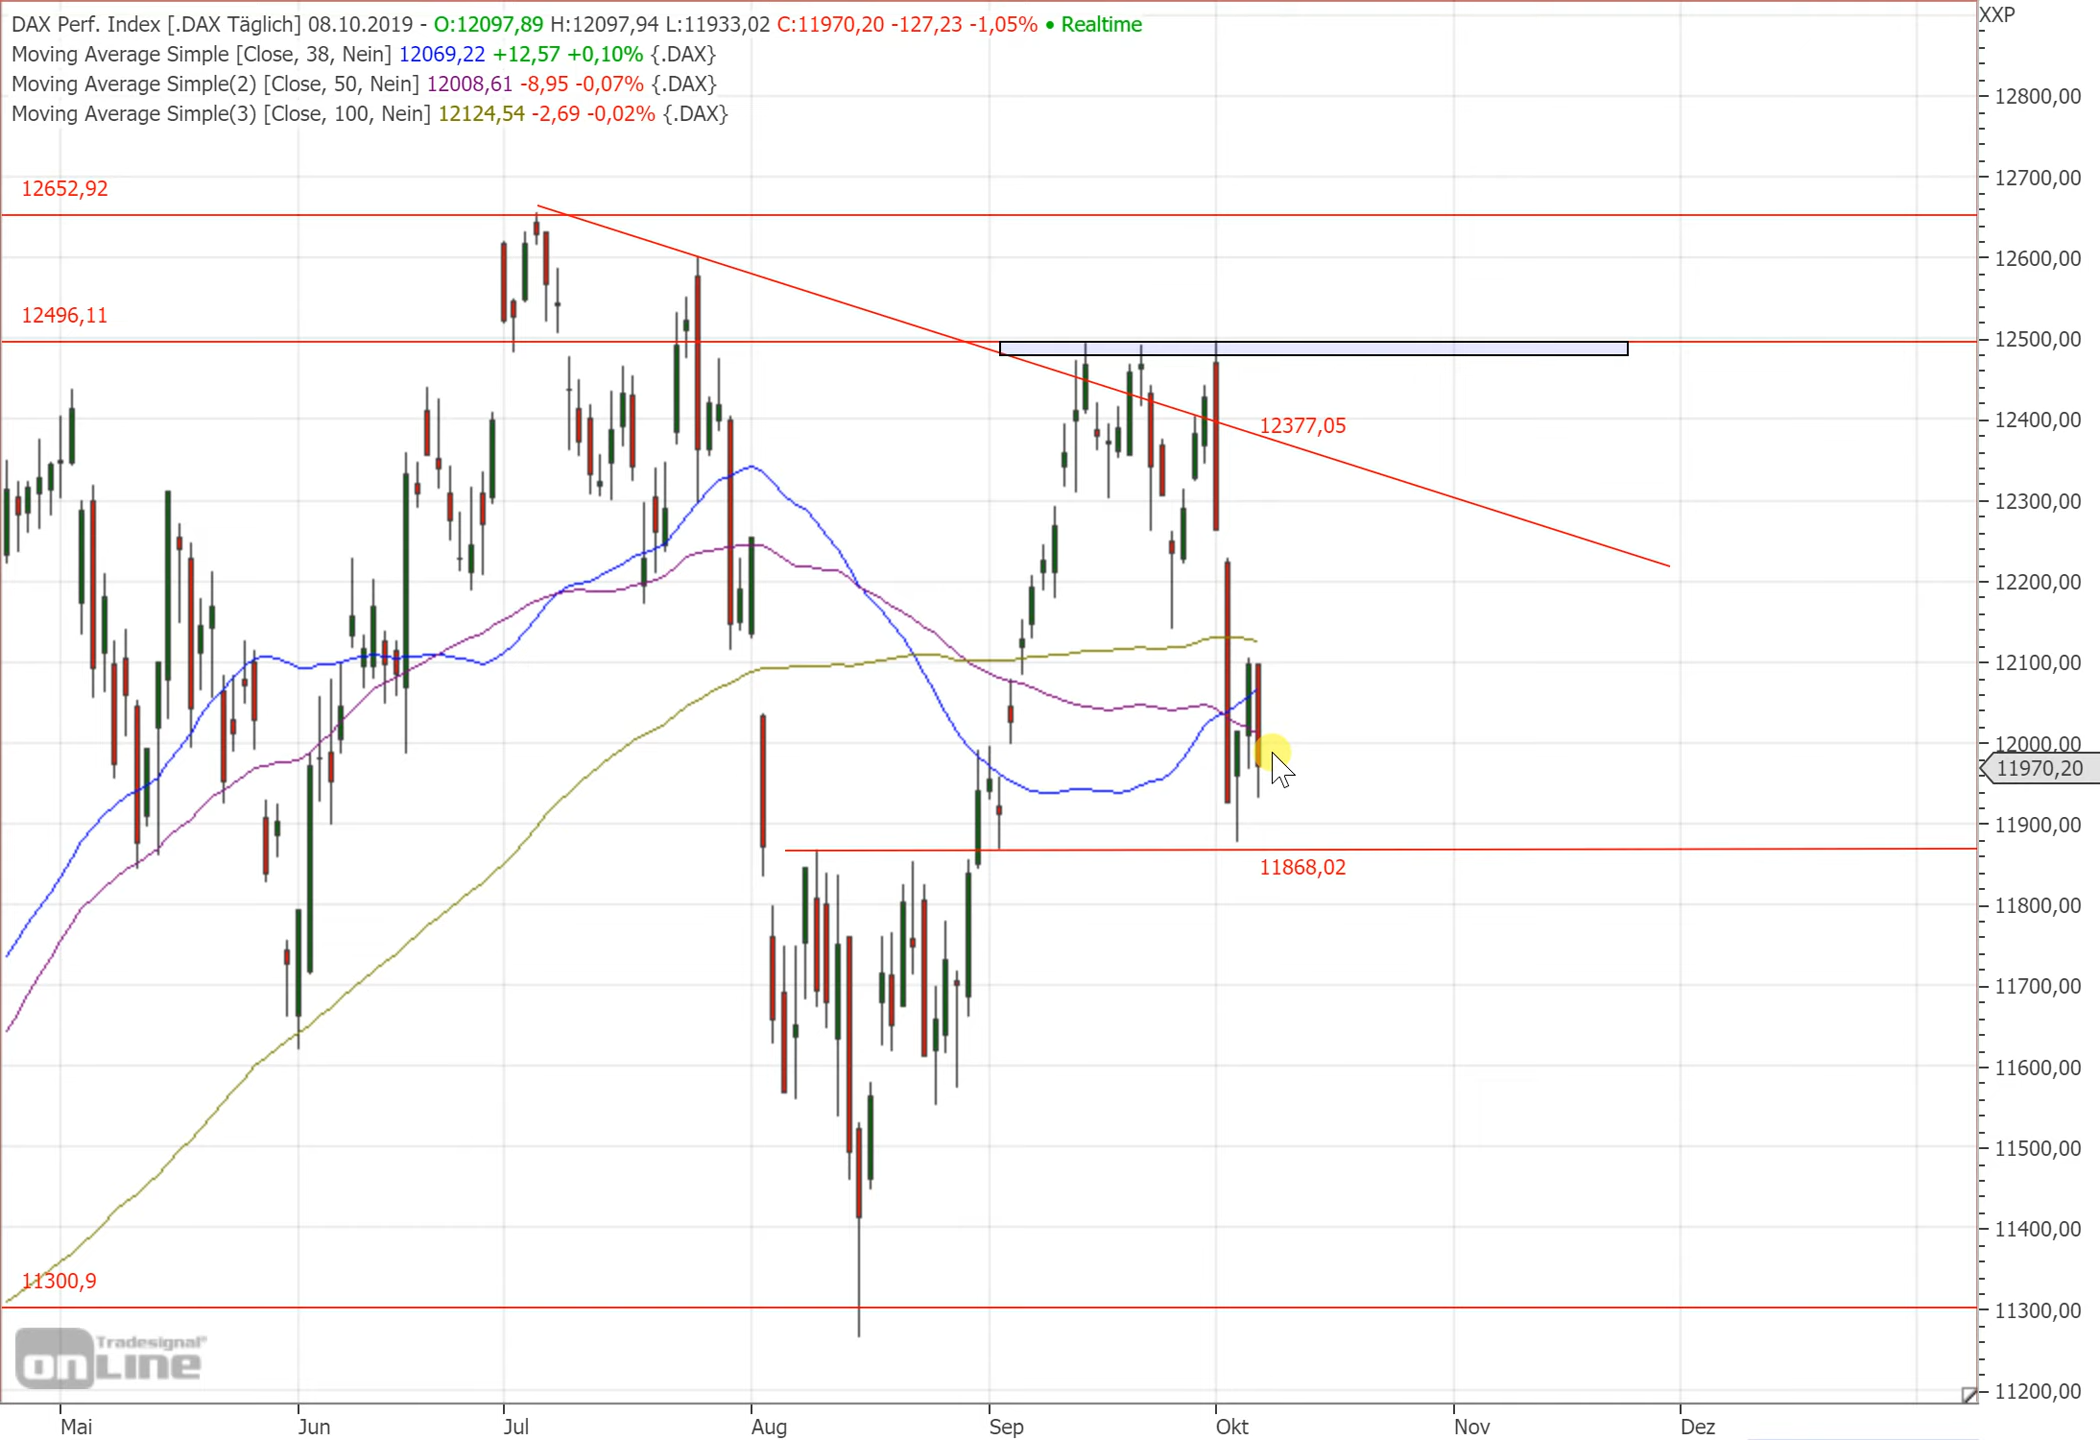 DAX Perf. Index [.DAX Täglich] 08.10.2019 - O:12097,89 H:12097,94 L:11933,02 C:11970,20 -127,23 -1,05% • Realtime
XXP
Moving Average Simple [Close, 38, Nein] 12069,22 +12,57 +0,10% {.DAX}
Moving Average Simple(2) [Close, 50, Nein] 12008,61 -8,95 -0,07% {.DAX}
Moving Average Simple(3) [Close, 100, Nein] 12124,54 -2,69 -0,02% {.DAX}
12800,00
12700,00
12652,92
12600,00
12496,11
12500,00
12400,00
12377,05
12300,00
12200,00
12100,00
12000,00
11970,20
11900,00
11868,02
11800,00
11700,00
11600,00
11500,00
11400,00
11300,9
11300,00
Tradesignal®
onLine
11200,00
Mai Jun Jul Aug Sep Okt Nov Dez